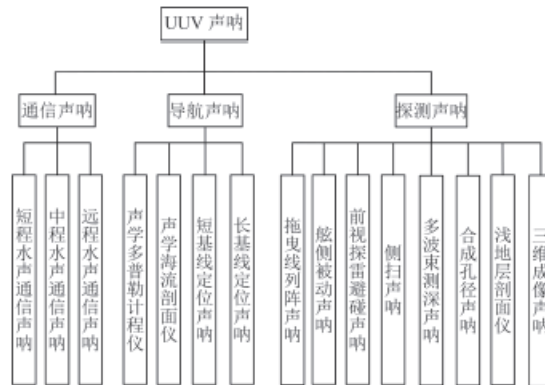 UUV 声呐
通信声呐
导航声呐
探测声呐
短程水声通信声呐
中程水声通信声呐
远程水声通信声呐
声学多普勒计程仪
声学海流剖面仪
短基线定位声呐
长基线定位声呐
拖曳线列阵声呐
舷侧被动声呐
前视探雷避碰声呐
侧扫声呐
多波束测深声呐
合成孔径声呐
浅地层剖面仪
三维成像声呐